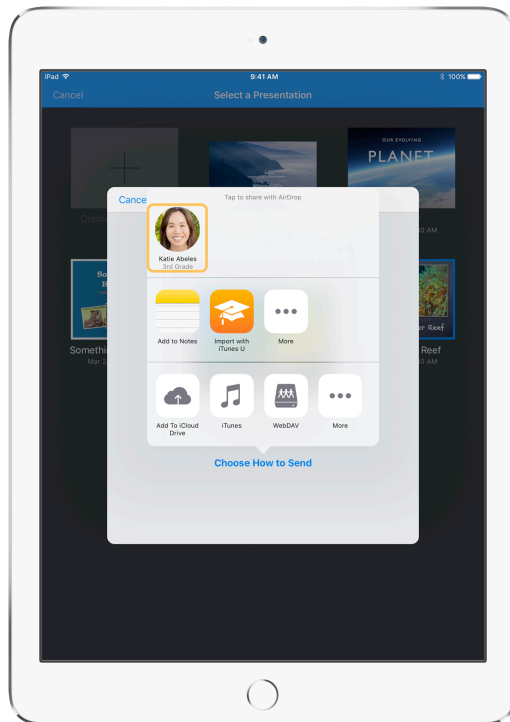 iPad
9:41 AM
100%
Cancel
Select a Presentation
OUR EVOLVING
PLANET
Cance
Tap to share with AirDrop
Katie Abeles
3rd Grade
Add to Notes
Import with
iTunes U
More
Somethi
Mar 2
er Reef
Reef
Add To iCloud
Drive
iTunes
WebDAV
More
Choose How to Send